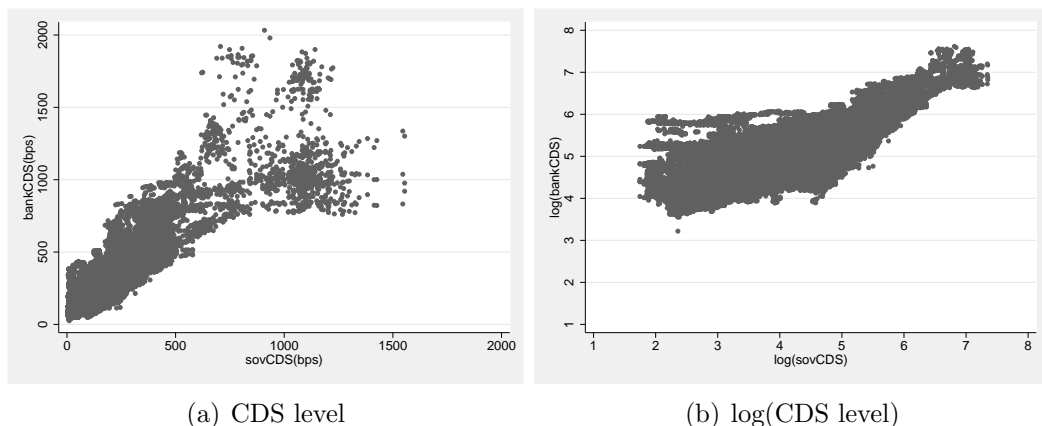 2000
1500
1000
500
0
bankCDS(bps)
0 500 1000 1500 2000
sovCDS(bps)
8
7
6
5
4
3
2
1
log(bankCDS)
1 2 3 4 5 6 7 8
log(sovCDS)
(a) CDS level
(b) log(CDS level)